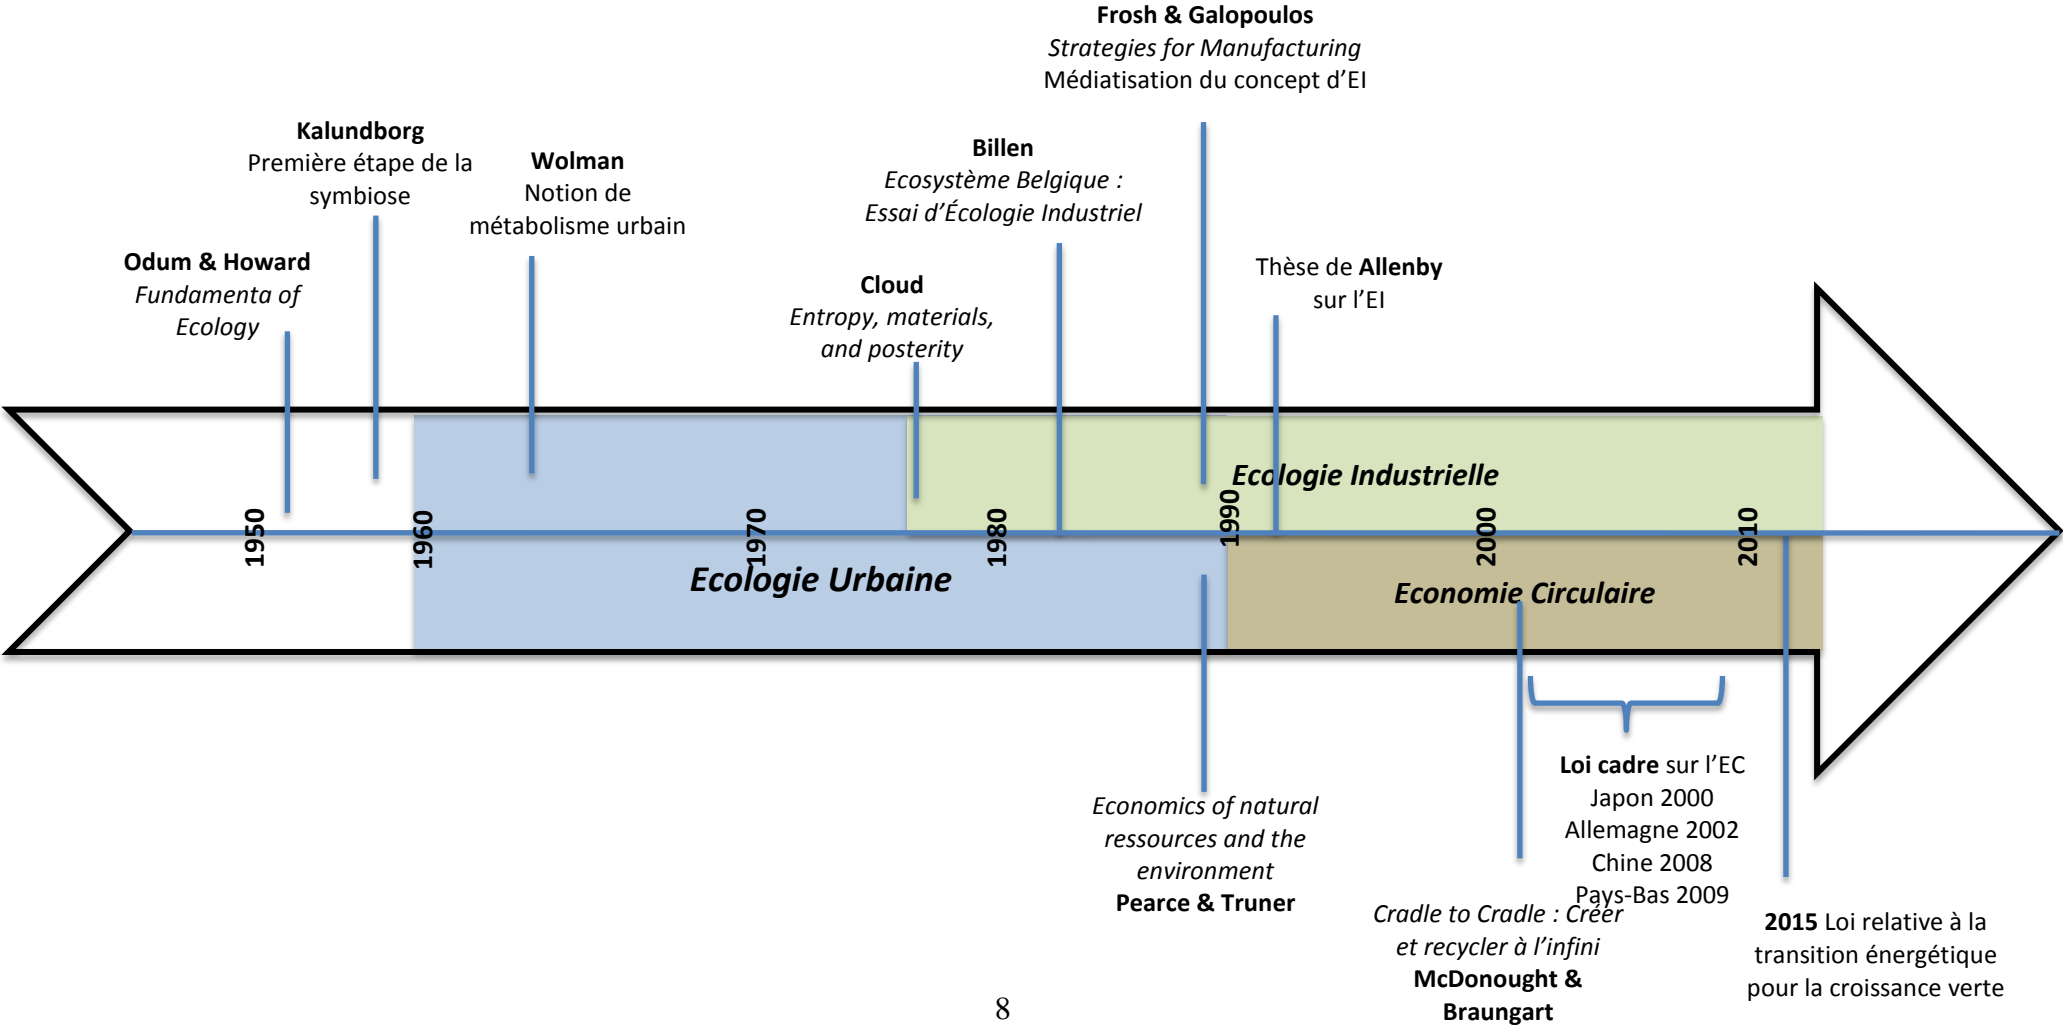 Frosh & Galopoulos
Strategies for Manufacturing
Médiatisation du concept d’EI
Kalundborg
Première étape de la
symbiose
Wolman
Notion de
métabolisme urbain
Billen
Ecosystème Belgique :
Essai d’Écologie Industriel
Odum & Howard
Fundamenta of
Ecology
Cloud
Entropy, materials,
and posterity
Thèse de Allenby
sur l’EI
Ecologie Industrielle
1950
1960
1970
1980
1990
2000
2010
Ecologie Urbaine
Economie Circulaire
Economics of natural
ressources and the
environment
Pearce & Truner
Loi cadre sur l’EC
Japon 2000
Allemagne 2002
Chine 2008
Pays-Bas 2009
Cradle to Cradle : Créer
et recycler à l’infini
McDonought &
Braungart
2015 Loi relative à la
transition énergétique
pour la croissance verte
8